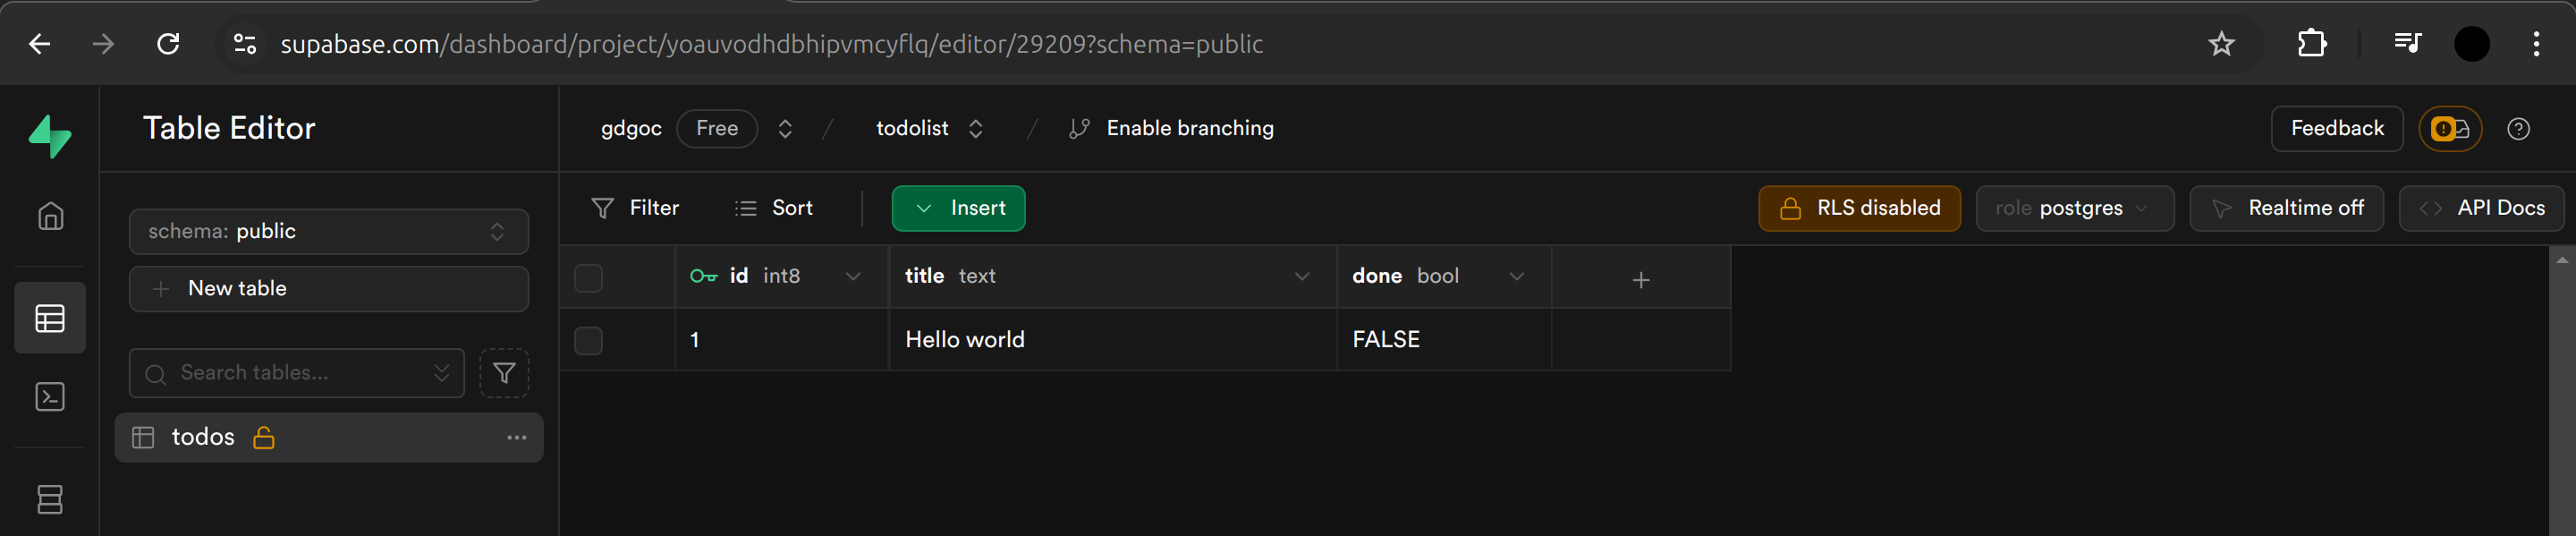 supabase.com/dashboard/project/yoauvodhdbhipvmcyflq/editor/29209?schema=public
Table Editor
gdgoc Free / todolist / Enable branching
Feedback
schema: public
New table
Search tables...
todos
Filter Sort Insert
RLS disabled role postgres Realtime off API Docs
id int8 title text done bool
1 Hello world FALSE